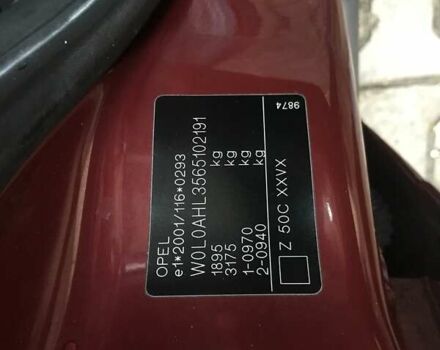 OPEL
e1*2001/116*0293
W0L0AHL3565102191
1895 kg
3175 kg
1-0970 kg
2-0940 kg
Z 50C XXVX
9874